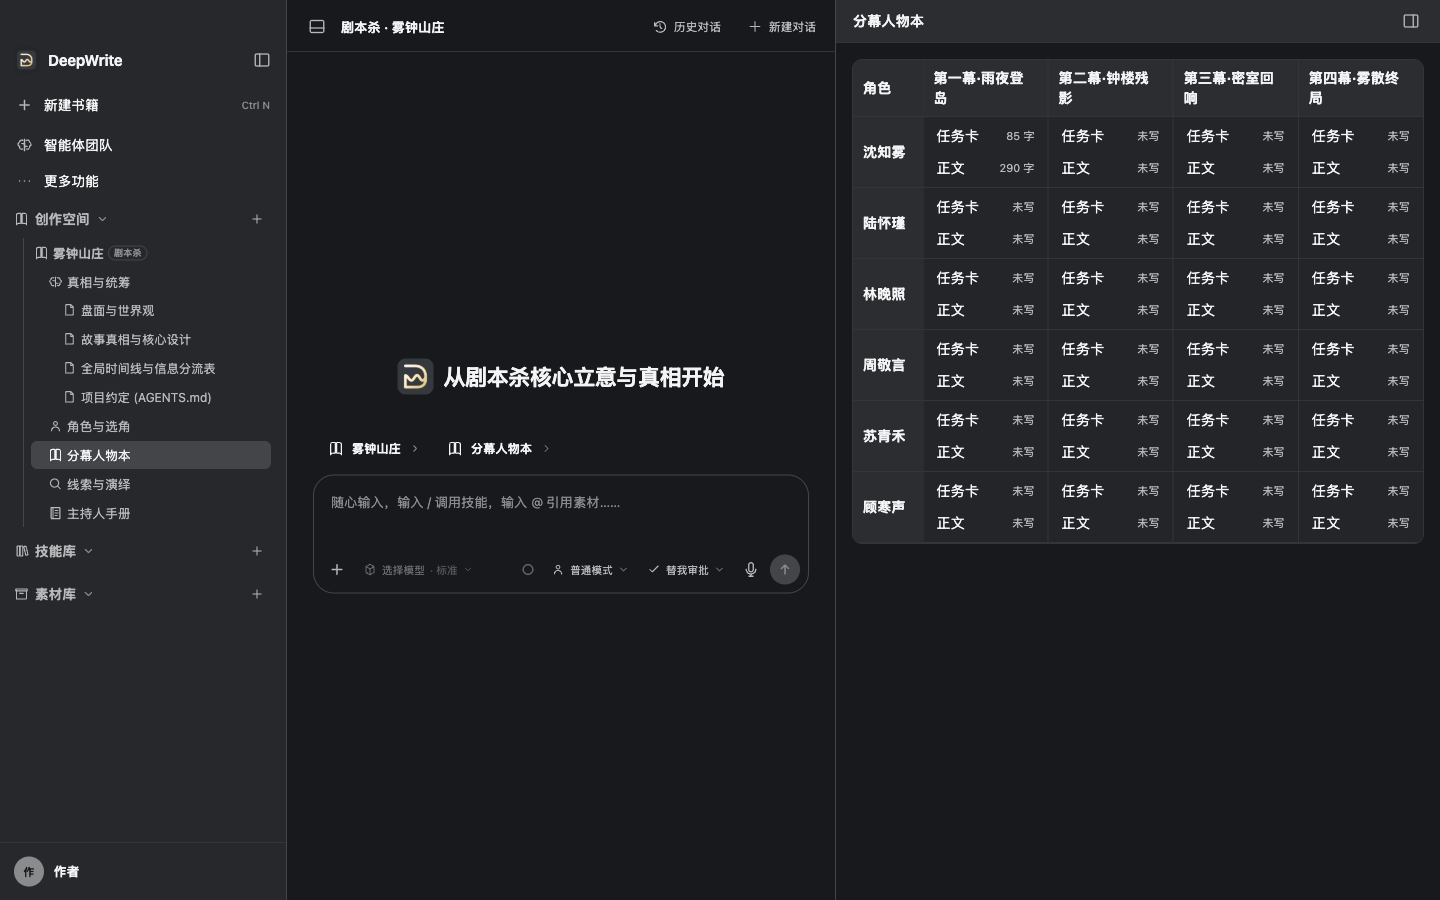 DeepWrite
新建书籍 Ctrl N
智能体团队
更多功能
创作空间
雾钟山庄 剧本杀
真相与统筹
盘面与世界观
故事真相与核心设计
全局时间线与信息分流表
项目约定 (AGENTS.md)
角色与选角
分幕人物本
线索与演绎
主持人手册
技能库
素材库
作 作者
剧本杀 · 雾钟山庄 历史对话 新建对话
从剧本杀核心立意与真相开始
雾钟山庄 分幕人物本
随心输入，输入 / 调用技能，输入 @ 引用素材……
选择模型 · 标准 普通模式 替我审批
分幕人物本
角色 第一幕·雨夜登岛 第二幕·钟楼残影 第三幕·密室回响 第四幕·雾散终局
沈知雾
任务卡 85 字 任务卡 未写 任务卡 未写 任务卡 未写
正文 290 字 正文 未写 正文 未写 正文 未写
陆怀瑾
任务卡 未写 任务卡 未写 任务卡 未写 任务卡 未写
正文 未写 正文 未写 正文 未写 正文 未写
林晚照
任务卡 未写 任务卡 未写 任务卡 未写 任务卡 未写
正文 未写 正文 未写 正文 未写 正文 未写
周敬言
任务卡 未写 任务卡 未写 任务卡 未写 任务卡 未写
正文 未写 正文 未写 正文 未写 正文 未写
苏青禾
任务卡 未写 任务卡 未写 任务卡 未写 任务卡 未写
正文 未写 正文 未写 正文 未写 正文 未写
顾寒声
任务卡 未写 任务卡 未写 任务卡 未写 任务卡 未写
正文 未写 正文 未写 正文 未写 正文 未写